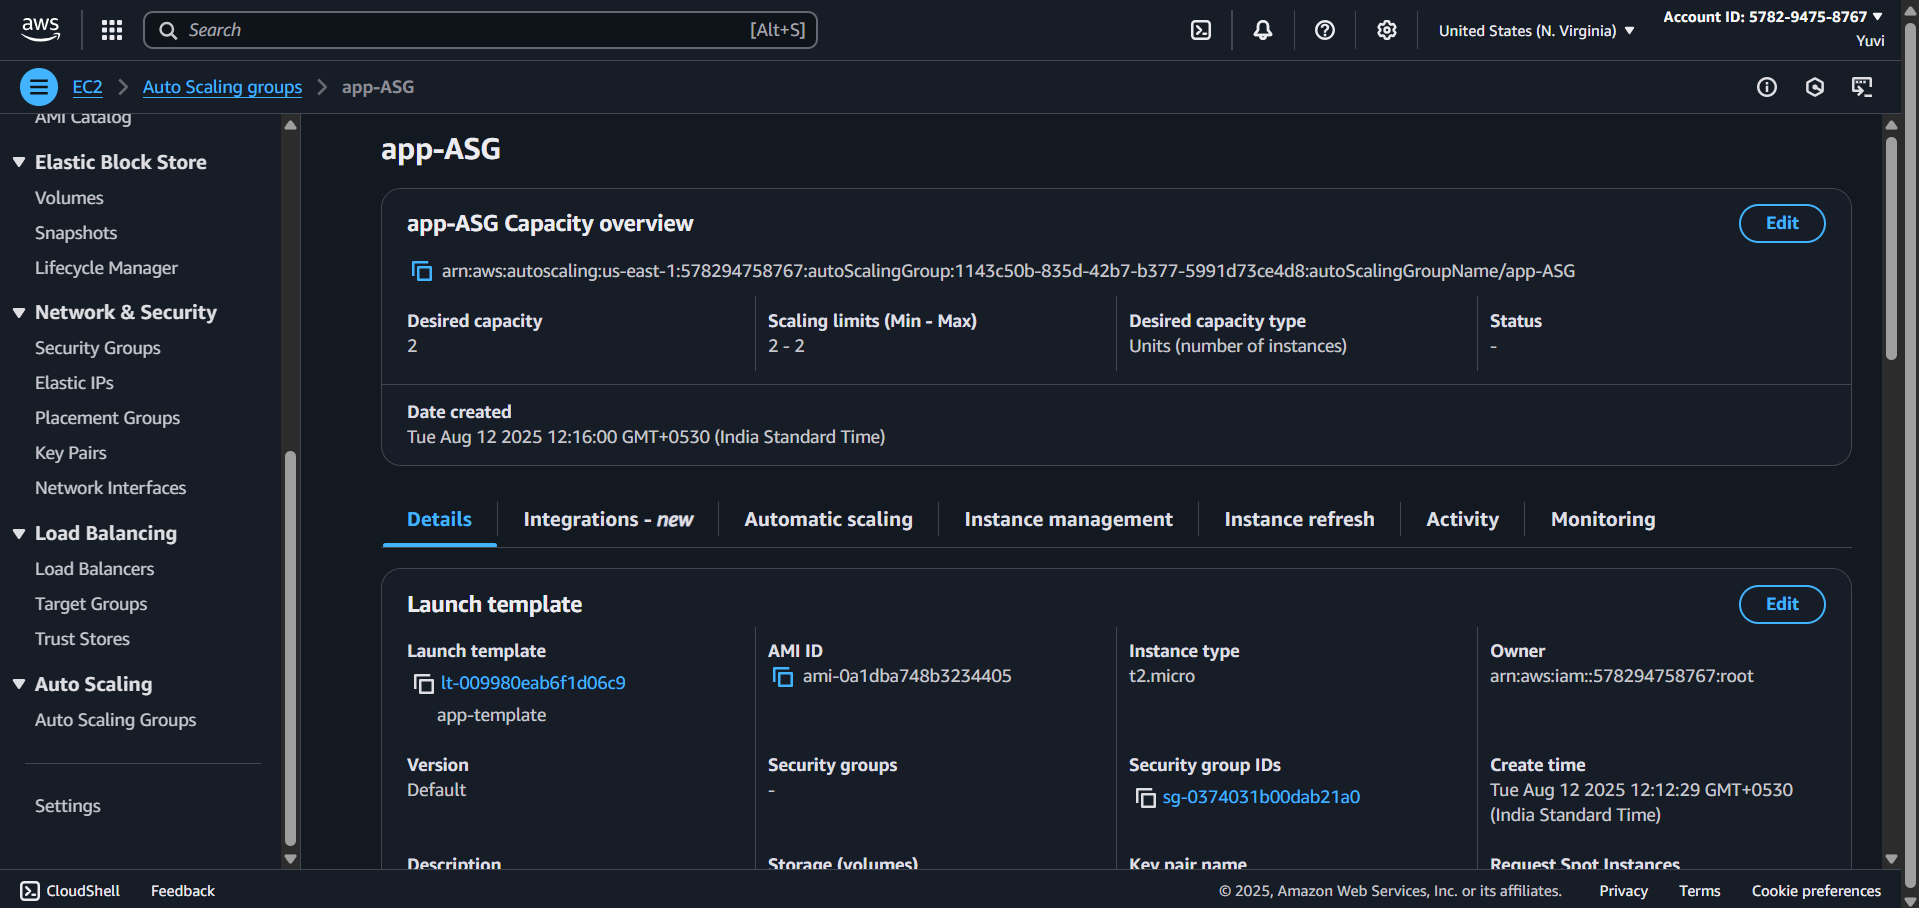 aws
Search [Alt+S]
United States (N. Virginia)
Account ID: 5782-9475-8767
Yuvi
EC2 Auto Scaling groups app-ASG
AMI Catalog
Elastic Block Store
Volumes
Snapshots
Lifecycle Manager
Network & Security
Security Groups
Elastic IPs
Placement Groups
Key Pairs
Network Interfaces
Load Balancing
Load Balancers
Target Groups
Trust Stores
Auto Scaling
Auto Scaling Groups
Settings
app-ASG
app-ASG Capacity overview
Edit
arn:aws:autoscaling:us-east-1:578294758767:autoScalingGroup:1143c50b-835d-42b7-b377-5991d73ce4d8:autoScalingGroupName/app-ASG
Desired capacity
2
Scaling limits (Min - Max)
2 - 2
Desired capacity type
Units (number of instances)
Status
-
Date created
Tue Aug 12 2025 12:16:00 GMT+0530 (India Standard Time)
Details Integrations - new Automatic scaling Instance management Instance refresh Activity Monitoring
Launch template
Edit
Launch template
lt-009980eab6f1d06c9
app-template
AMI ID
ami-0a1dba748b3234405
Instance type
t2.micro
Owner
arn:aws:iam::578294758767:root
Version
Default
Security groups
-
Security group IDs
sg-0374031b00dab21a0
Create time
Tue Aug 12 2025 12:12:29 GMT+0530
(India Standard Time)
Description
Storage (volumes)
Key pair name
Request Spot Instances
CloudShell Feedback
© 2025, Amazon Web Services, Inc. or its affiliates. Privacy Terms Cookie preferences